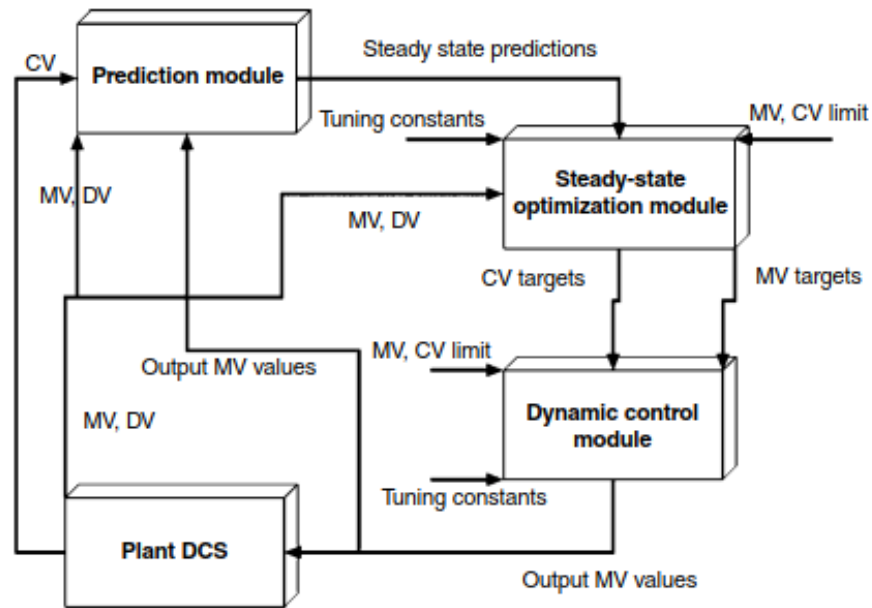 CV
Prediction module
Steady state predictions
Tuning constants
MV, CV limit
MV, DV
Steady-state
optimization module
MV, DV
CV targets
MV targets
Output MV values
MV, CV limit
MV, DV
Dynamic control
module
Tuning constants
Plant DCS
Output MV values